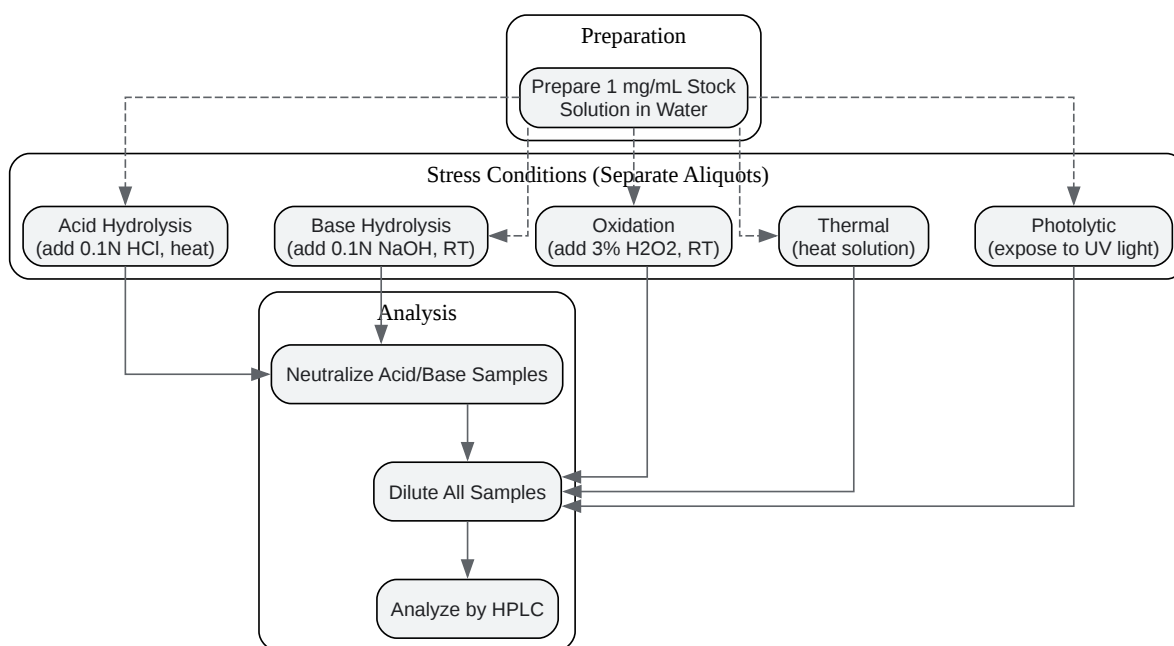 Preparation
Prepare 1 mg/mL Stock
Solution in Water
Stress Conditions (Separate Aliquots)
Acid Hydrolysis
(add 0.1N HCl, heat)
Base Hydrolysis
(add 0.1N NaOH, RT)
Oxidation
(add 3% H2O2, RT)
Thermal
(heat solution)
Photolytic
(expose to UV light)
Analysis
Neutralize Acid/Base Samples
Dilute All Samples
Analyze by HPLC